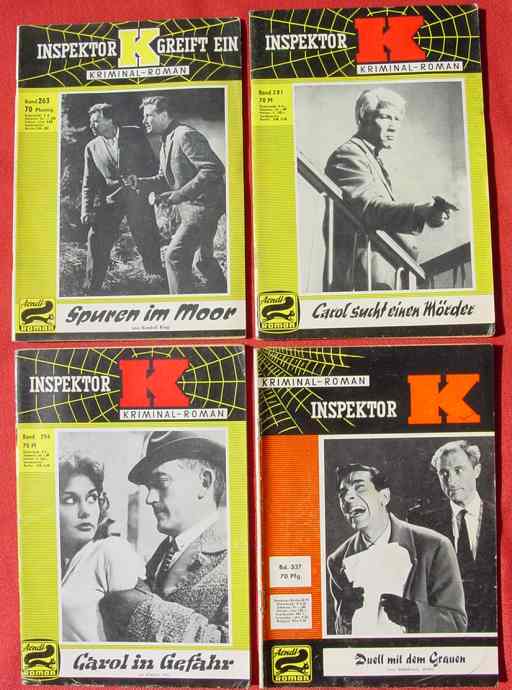 INSPEKTOR K GREIFT EIN
KRIMINAL-ROMAN
Band 263
70 Pfennig
Arndt
ROMAN
Spuren im Moor
INSPEKTOR K
KRIMINAL-ROMAN
Band 281
70 Pf
Arndt
ROMAN
Carol sucht einen Mörder
INSPEKTOR K
KRIMINAL-ROMAN
Band 294
70 Pf
Arndt
ROMAN
Carol in Gefahr
KRIMINAL-ROMAN
INSPEKTOR K
Bd. 337
70 Pfg.
Arndt
ROMAN
Duell mit dem Grauen